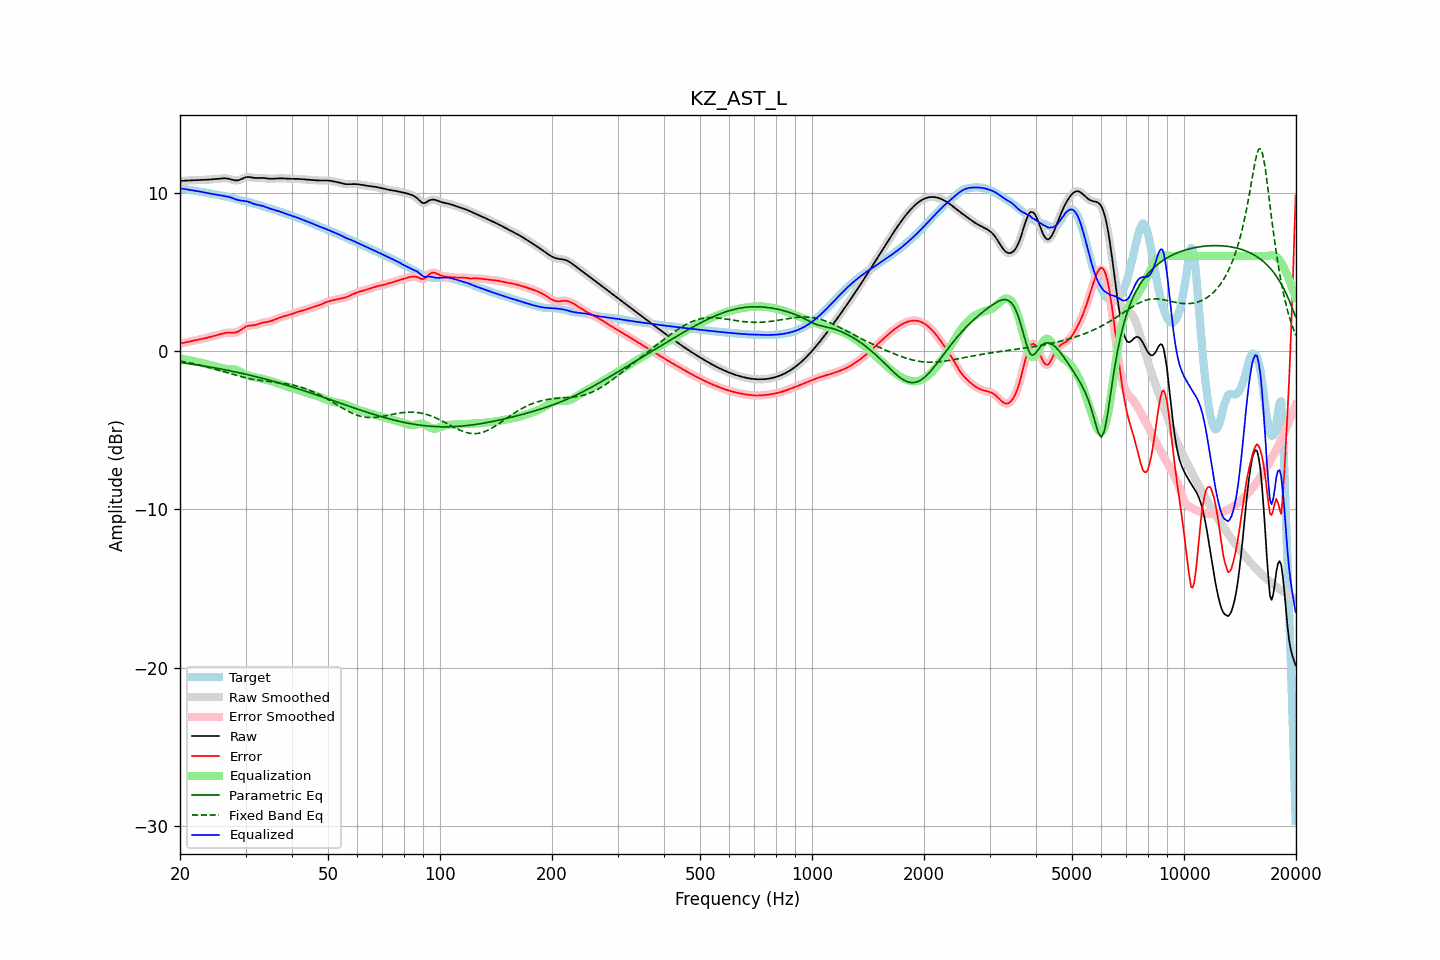 KZ_AST_L
Amplitude (dBr)
10
0
−10
−20
−30
Target
Raw Smoothed
Error Smoothed
Raw
Error
Equalization
Parametric Eq
Fixed Band Eq
Equalized
20 50 100 200 500 1000 2000 5000 10000 20000
Frequency (Hz)